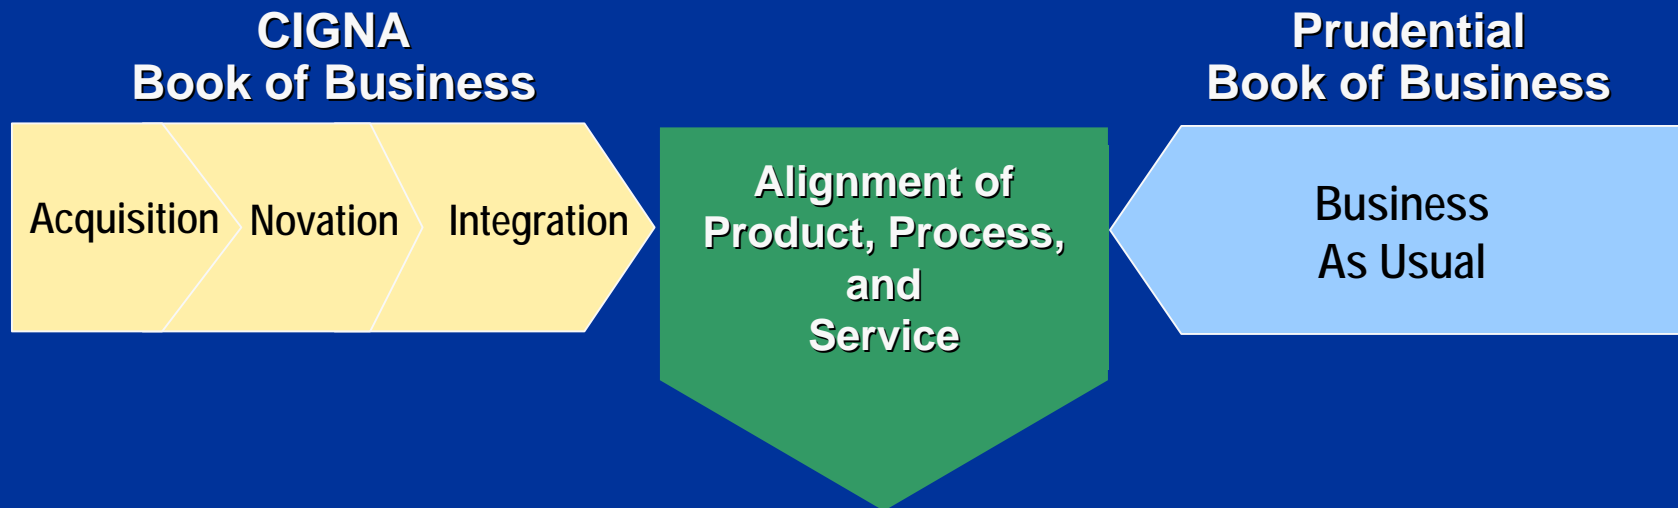 CIGNA
Book of Business
Prudential
Book of Business
Acquisition
Novation
Integration
Alignment of
Product, Process,
and
Service
Business
As Usual